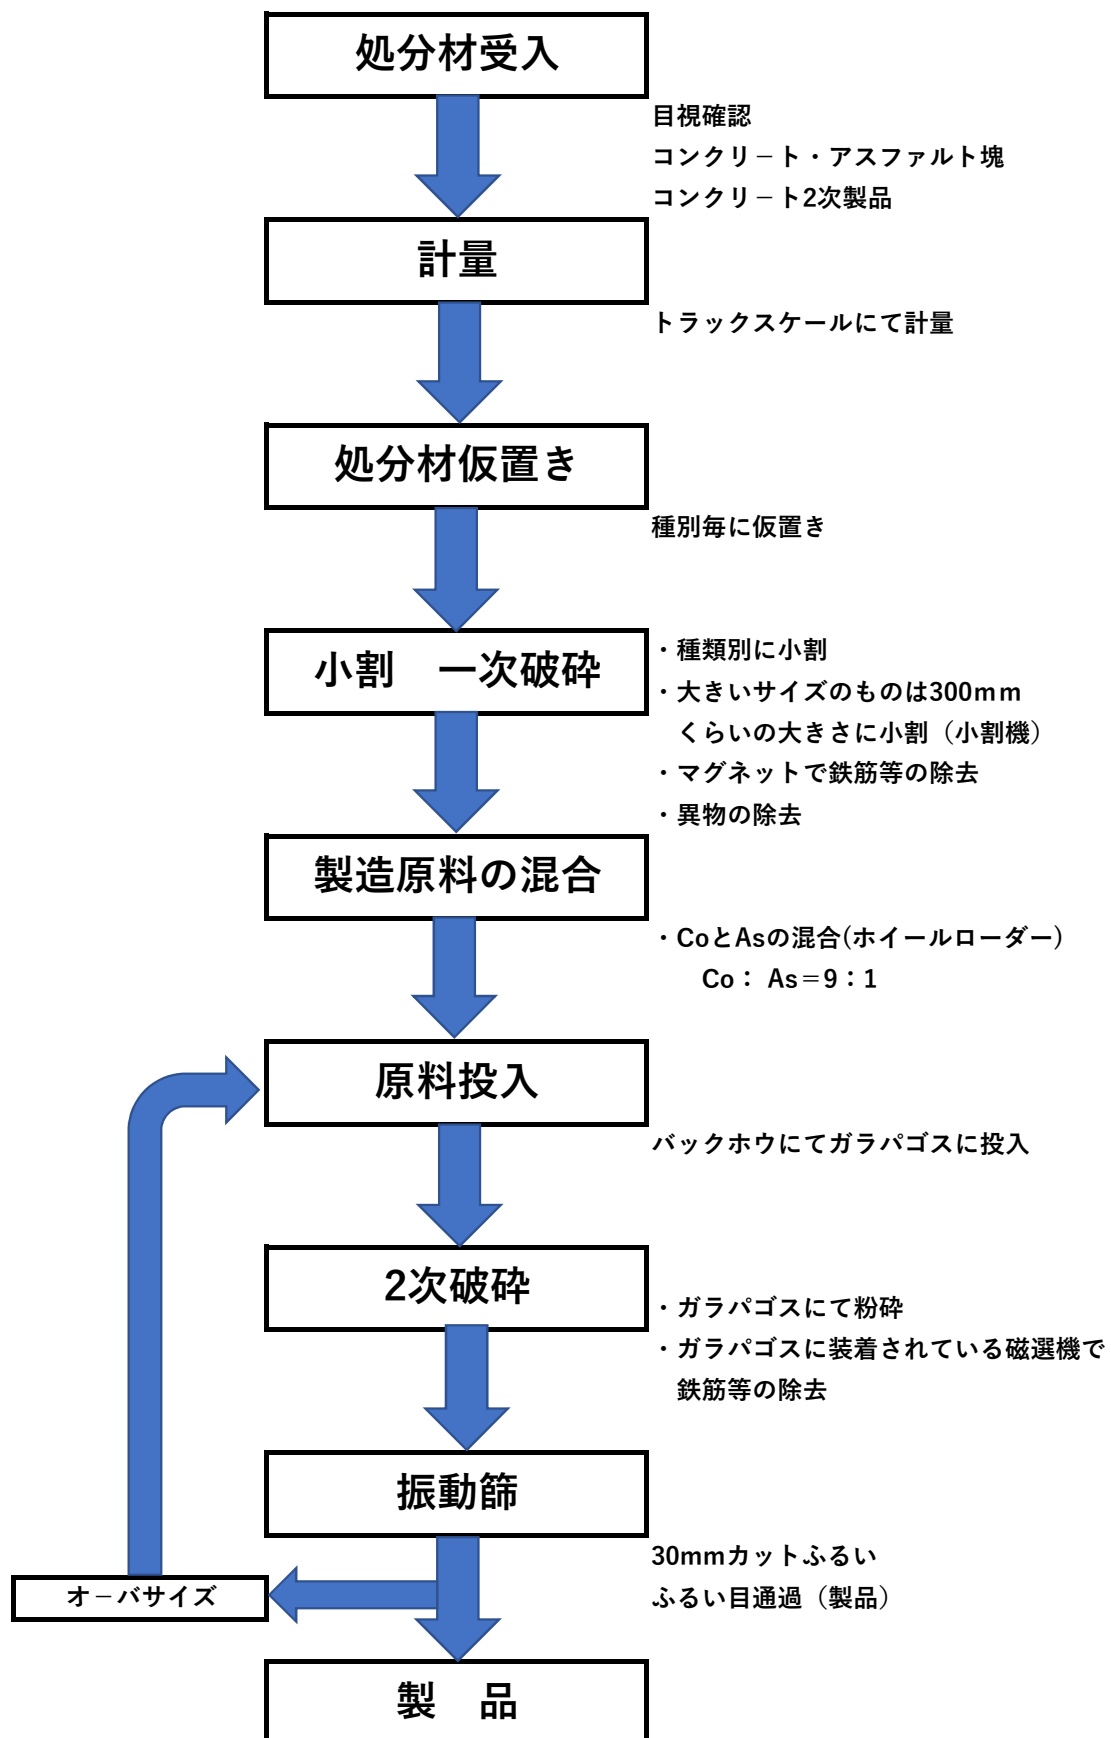 処分材受入
目視確認
コンクリ－ト・アスファルト塊
コンクリ－ト2次製品
計量
トラックスケールにて計量
処分材仮置き
種別毎に仮置き
小割　一次破砕
・種類別に小割
・大きいサイズのものは300ｍｍ
くらいの大きさに小割（小割機）
・マグネットで鉄筋等の除去
・異物の除去
製造原料の混合
・CoとAsの混合(ホイールローダー)
Co： As＝9：1
原料投入
バックホウにてガラパゴスに投入
2次破砕
・ガラパゴスにて粉砕
・ガラパゴスに装着されている磁選機で
鉄筋等の除去
振動篩
30mmカットふるい
ふるい目通過（製品）
オ－バサイズ
製　品